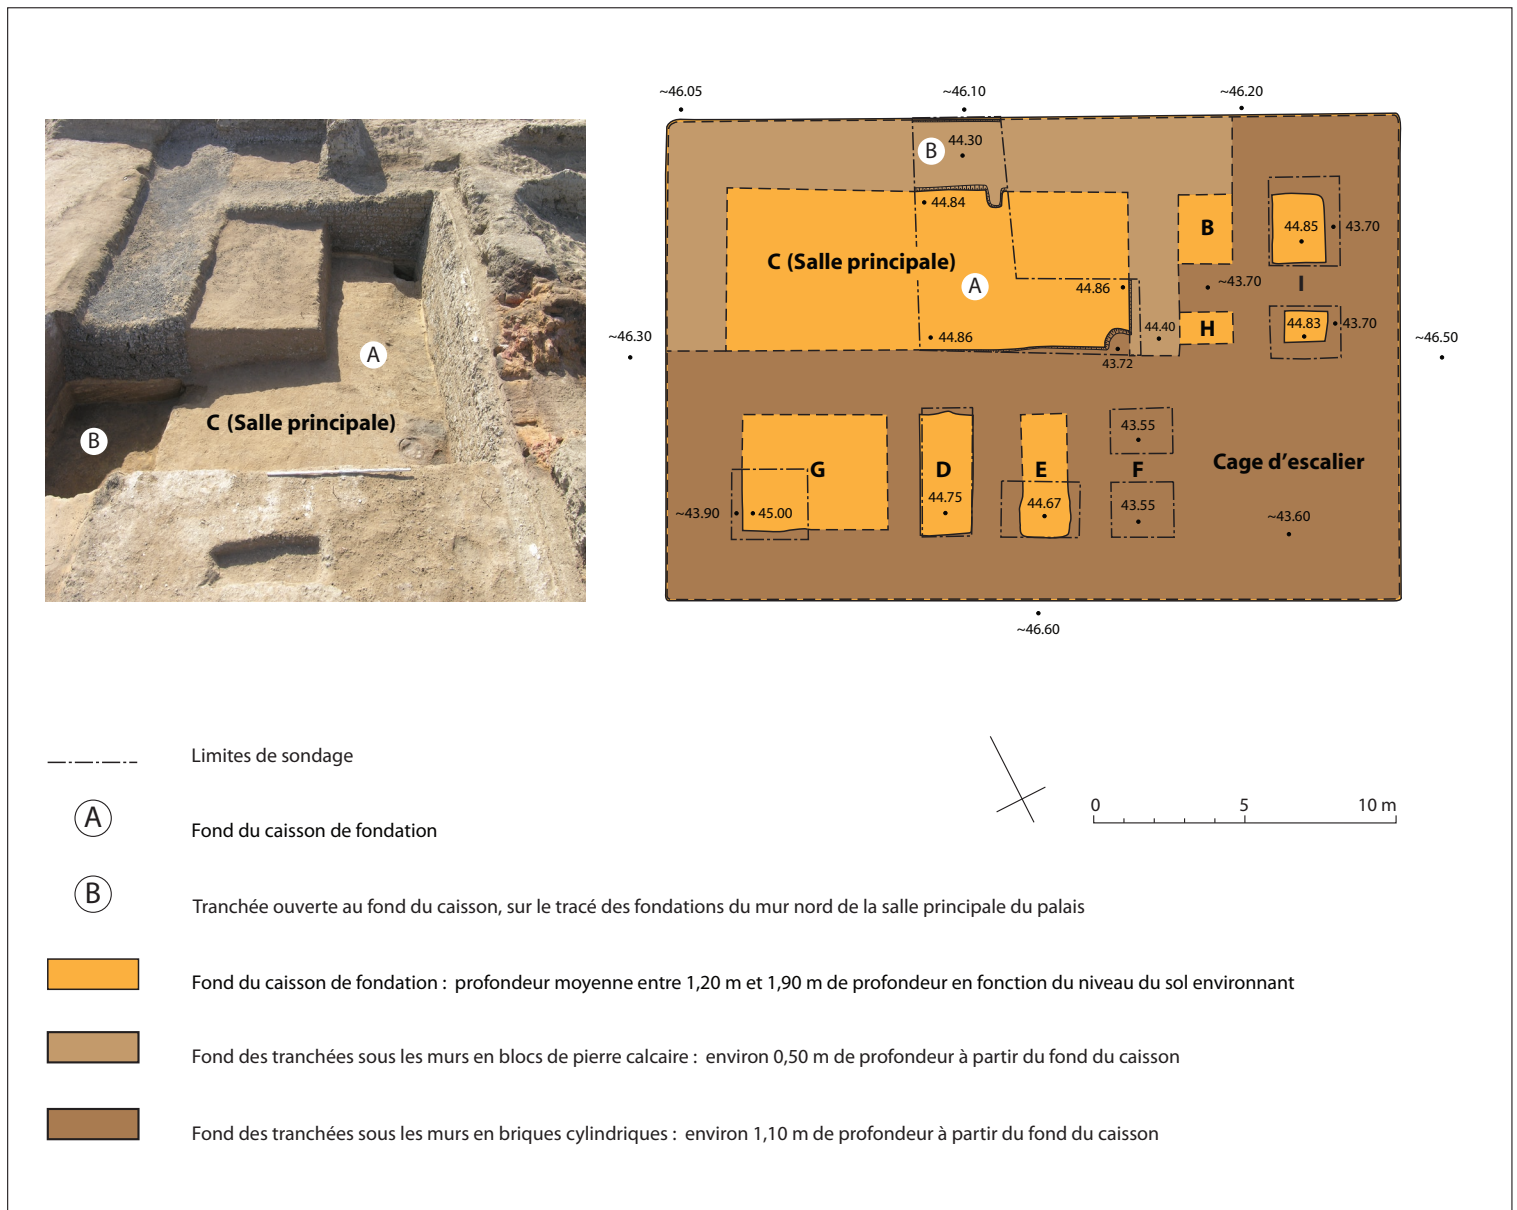 ~46.05
~46.10
~46.20
B
44.30
44.84
B
44.85
43.70
C (Salle principale)
A
44.86
~43.70
I
44.86
44.40
H
44.83
43.70
~46.30
43.72
~46.50
A
C (Salle principale)
B
G
D
E
F
43.55
Cage d'escalier
~43.90
45.00
44.75
44.67
43.55
~43.60
~46.60
Limites de sondage
0 5 10 m
A
Fond du caisson de fondation
B
Tranchée ouverte au fond du caisson, sur le tracé des fondations du mur nord de la salle principale du palais
Fond du caisson de fondation : profondeur moyenne entre 1,20 m et 1,90 m de profondeur en fonction du niveau du sol environnant
Fond des tranchées sous les murs en blocs de pierre calcaire : environ 0,50 m de profondeur à partir du fond du caisson
Fond des tranchées sous les murs en briques cylindriques : environ 1,10 m de profondeur à partir du fond du caisson